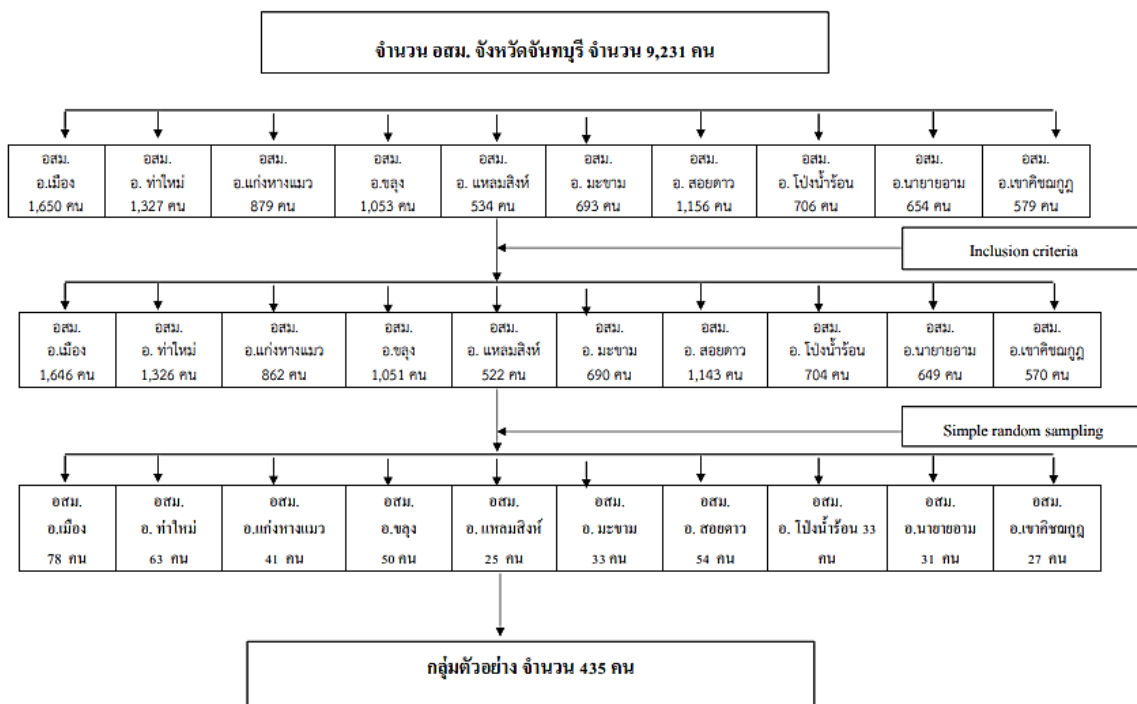 จำนวน อสม. จังหวัดจันทบุรี จำนวน 9,231 คน
อสม.
อ.เมือง
1,650 คน
อสม.
อ. ท่าใหม่
1,327 คน
อสม.
อ.แก่งหางแมว
879 คน
อสม.
อ.ขลุง
1,053 คน
อสม.
อ. แหลมสิงห์
534 คน
อสม.
อ. มะขาม
693 คน
อสม.
อ. สอยดาว
1,156 คน
อสม.
อ. โป่งน้ำร้อน
706 คน
อสม.
อ.นายายอาม
654 คน
อสม.
อ.เขาคิชฌกูฏ
579 คน
Inclusion criteria
อสม.
อ.เมือง
1,646 คน
อสม.
อ. ท่าใหม่
1,326 คน
อสม.
อ.แก่งหางแมว
862 คน
อสม.
อ.ขลุง
1,051 คน
อสม.
อ. แหลมสิงห์
522 คน
อสม.
อ. มะขาม
690 คน
อสม.
อ. สอยดาว
1,143 คน
อสม.
อ. โป่งน้ำร้อน
704 คน
อสม.
อ.นายายอาม
649 คน
อสม.
อ.เขาคิชฌกูฏ
570 คน
Simple random sampling
อสม.
อ.เมือง
78 คน
อสม.
อ. ท่าใหม่
63 คน
อสม.
อ.แก่งหางแมว
41 คน
อสม.
อ.ขลุง
50 คน
อสม.
อ. แหลมสิงห์
25 คน
อสม.
อ. มะขาม
33 คน
อสม.
อ. สอยดาว
54 คน
อสม.
อ. โป่งน้ำร้อน 33
คน
อสม.
อ.นายายอาม
31 คน
อสม.
อ.เขาคิชฌกูฏ
27 คน
กลุ่มตัวอย่าง จำนวน 435 คน